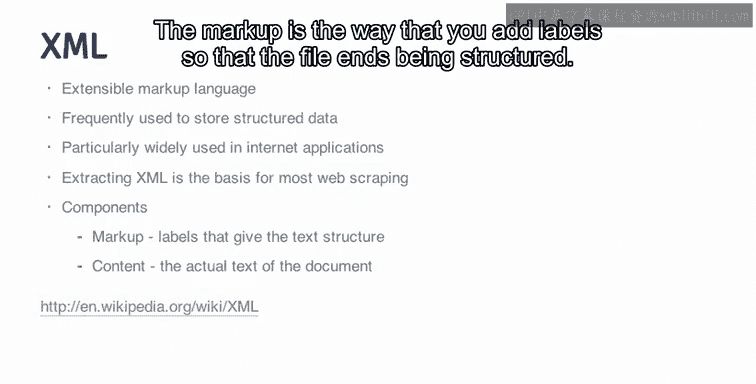 The markup is the way that you add labels
so that the file ends being structured.
XML
· Extensible markup language
· Frequently used to store structured data
· Particularly widely used in internet applications
· Extracting XML is the basis for most web scraping
· Components
- Markup - labels that give the text structure
- Content - the actual text of the document
http://en.wikipedia.org/wiki/XML